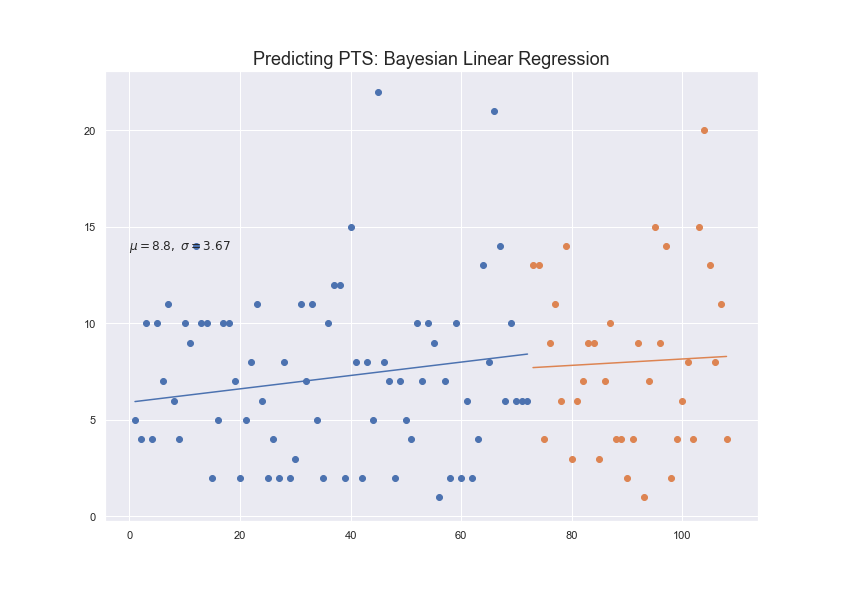 Predicting PTS: Bayesian Linear Regression
20
15
μ = 8.8, σ = 3.67
10
5
0
0 20 40 60 80 100